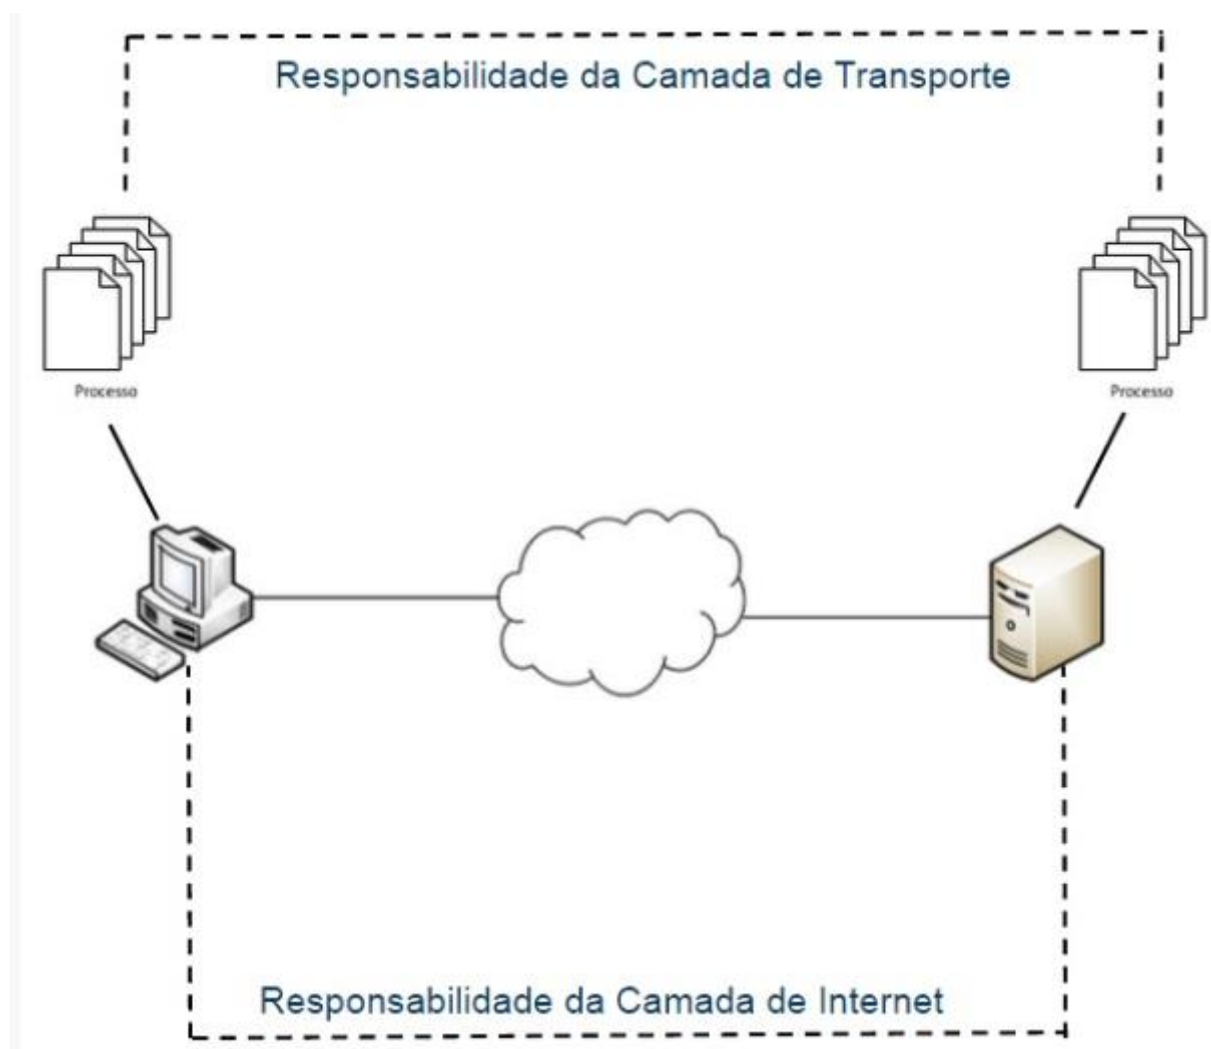 Responsabilidade da Camada de Transporte
Processo
Processo
Responsabilidade da Camada de Internet